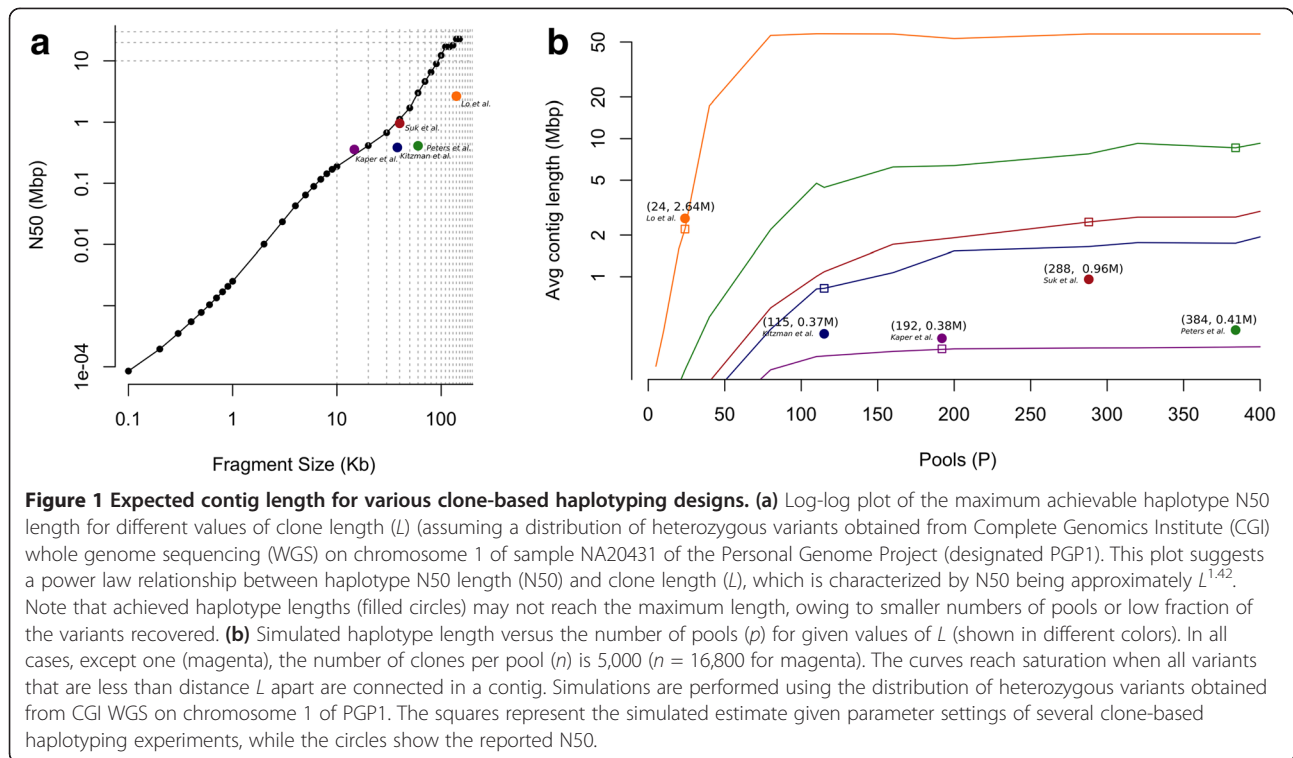 a
N50 (Mbp)
10
1
0.1
0.01
1e-04
Lo et al.
Suk et al.
Kaper et al.
Kitzman et al.
Peters et al.
0.1
1
10
100
Fragment Size (Kb)
b
Avg contig length (Mbp)
50
20
10
5
2
1
(24, 2.64M)
Lo et al.
(288, 0.96M)
Suk et al.
(115, 0.37M)
Kitzman et al.
(192, 0.38M)
Kaper et al.
(384, 0.41M)
Peters et al.
0
50
100
150
200
250
300
350
400
Pools (P)
Figure 1 Expected contig length for various clone-based haplotyping designs. (a) Log-log plot of the maximum achievable haplotype N50
length for different values of clone length (L) (assuming a distribution of heterozygous variants obtained from Complete Genomics Institute (CGI)
whole genome sequencing (WGS) on chromosome 1 of sample NA20431 of the Personal Genome Project (designated PGP1). This plot suggests
a power law relationship between haplotype N50 length (N50) and clone length (L), which is characterized by N50 being approximately L^1.42.
Note that achieved haplotype lengths (filled circles) may not reach the maximum length, owing to smaller numbers of pools or low fraction of
the variants recovered. (b) Simulated haplotype length versus the number of pools (p) for given values of L (shown in different colors). In all
cases, except one (magenta), the number of clones per pool (n) is 5,000 (n = 16,800 for magenta). The curves reach saturation when all variants
that are less than distance L apart are connected in a contig. Simulations are performed using the distribution of heterozygous variants obtained
from CGI WGS on chromosome 1 of PGP1. The squares represent the simulated estimate given parameter settings of several clone-based
haplotyping experiments, while the circles show the reported N50.